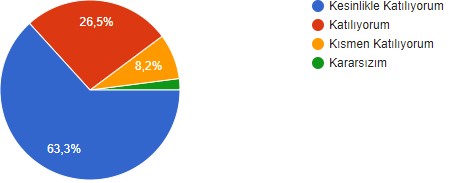 Kesinlikle Katılıyorum
Katılıyorum
Kısmen Katılıyorum
Kararsızım
26,5%
8,2%
63,3%